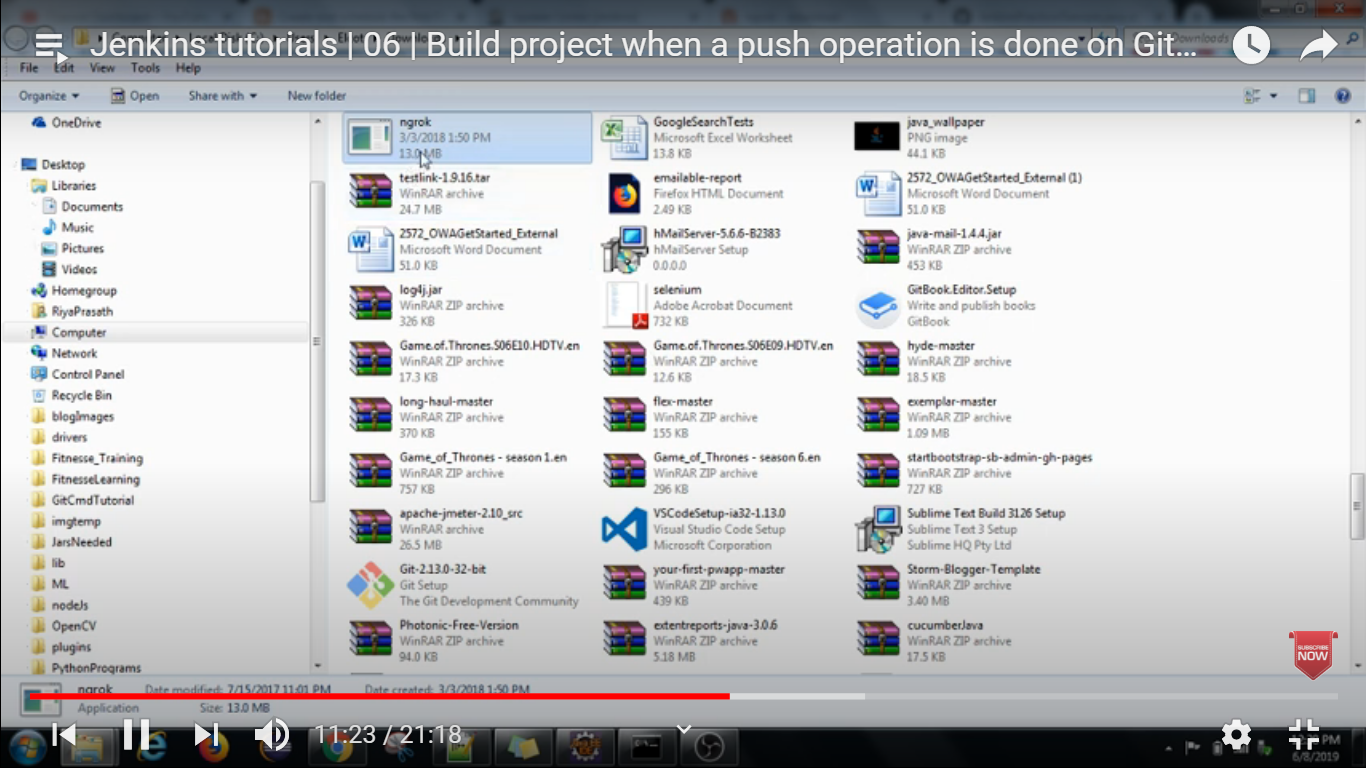 Jenkins tutorials | 06 | Build project when a push operation is done on Git...
File Edit View Tools Help
Organize Open Share with New folder
OneDrive
Desktop
Libraries
Documents
Music
Pictures
Videos
Homegroup
RiyaPrasath
Computer
Network
Control Panel
Recycle Bin
blogImages
drivers
Fitnesse_Training
FitnesseLearning
GitCmdTutorial
imgtemp
JarsNeeded
lib
ML
nodeJs
OpenCV
plugins
PythonPrograms
ngrok
3/3/2018 1:50 PM
13.0 MB
GoogleSearchTests
Microsoft Excel Worksheet
13.8 KB
java_wallpaper
PNG image
44.1 KB
testlink-1.9.16.tar
WinRAR archive
24.7 MB
emailable-report
Firefox HTML Document
2.49 KB
2572_OWAGetStarted_External (1)
Microsoft Word Document
51.0 KB
2572_OWAGetStarted_External
Microsoft Word Document
51.0 KB
hMailServer-5.6.6-B2383
hMailServer Setup
0.0.0.0
java-mail-1.4.4.jar
WinRAR ZIP archive
453 KB
log4j.jar
WinRAR ZIP archive
326 KB
selenium
Adobe Acrobat Document
732 KB
GitBook.Editor.Setup
Write and publish books
GitBook
Game.of.Thrones.S06E10.HDTV.en
WinRAR ZIP archive
17.3 KB
Game.of.Thrones.S06E09.HDTV.en
WinRAR ZIP archive
12.6 KB
hyde-master
WinRAR ZIP archive
18.5 KB
long-haul-master
WinRAR ZIP archive
370 KB
flex-master
WinRAR ZIP archive
155 KB
exemplar-master
WinRAR ZIP archive
1.09 MB
Game_of_Thrones - season 1.en
WinRAR ZIP archive
757 KB
Game_of_Thrones - season 6.en
WinRAR ZIP archive
296 KB
startbootstrap-sb-admin-gh-pages
WinRAR ZIP archive
727 KB
apache-jmeter-2.10_src
WinRAR archive
26.5 MB
VSCodeSetup-ia32-1.13.0
Visual Studio Code Setup
Microsoft Corporation
Sublime Text Build 3126 Setup
Sublime Text 3 Setup
Sublime HQ Pty Ltd
Git-2.13.0-32-bit
Git Setup
The Git Development Community
your-first-pwapp-master
WinRAR ZIP archive
439 KB
Storm-Blogger-Template
WinRAR ZIP archive
3.40 MB
Photonic-Free-Version
WinRAR ZIP archive
94.0 KB
extentreports-java-3.0.6
WinRAR ZIP archive
5.18 MB
cucumberJava
WinRAR ZIP archive
17.5 KB
SUBSCRIBE
NOW
ngrok Date modified: 7/15/2017 11:01 PM Date created: 3/3/2018 1:50 PM
Application Size: 13.0 MB
11:23 / 21:18
PM
6/8/2019